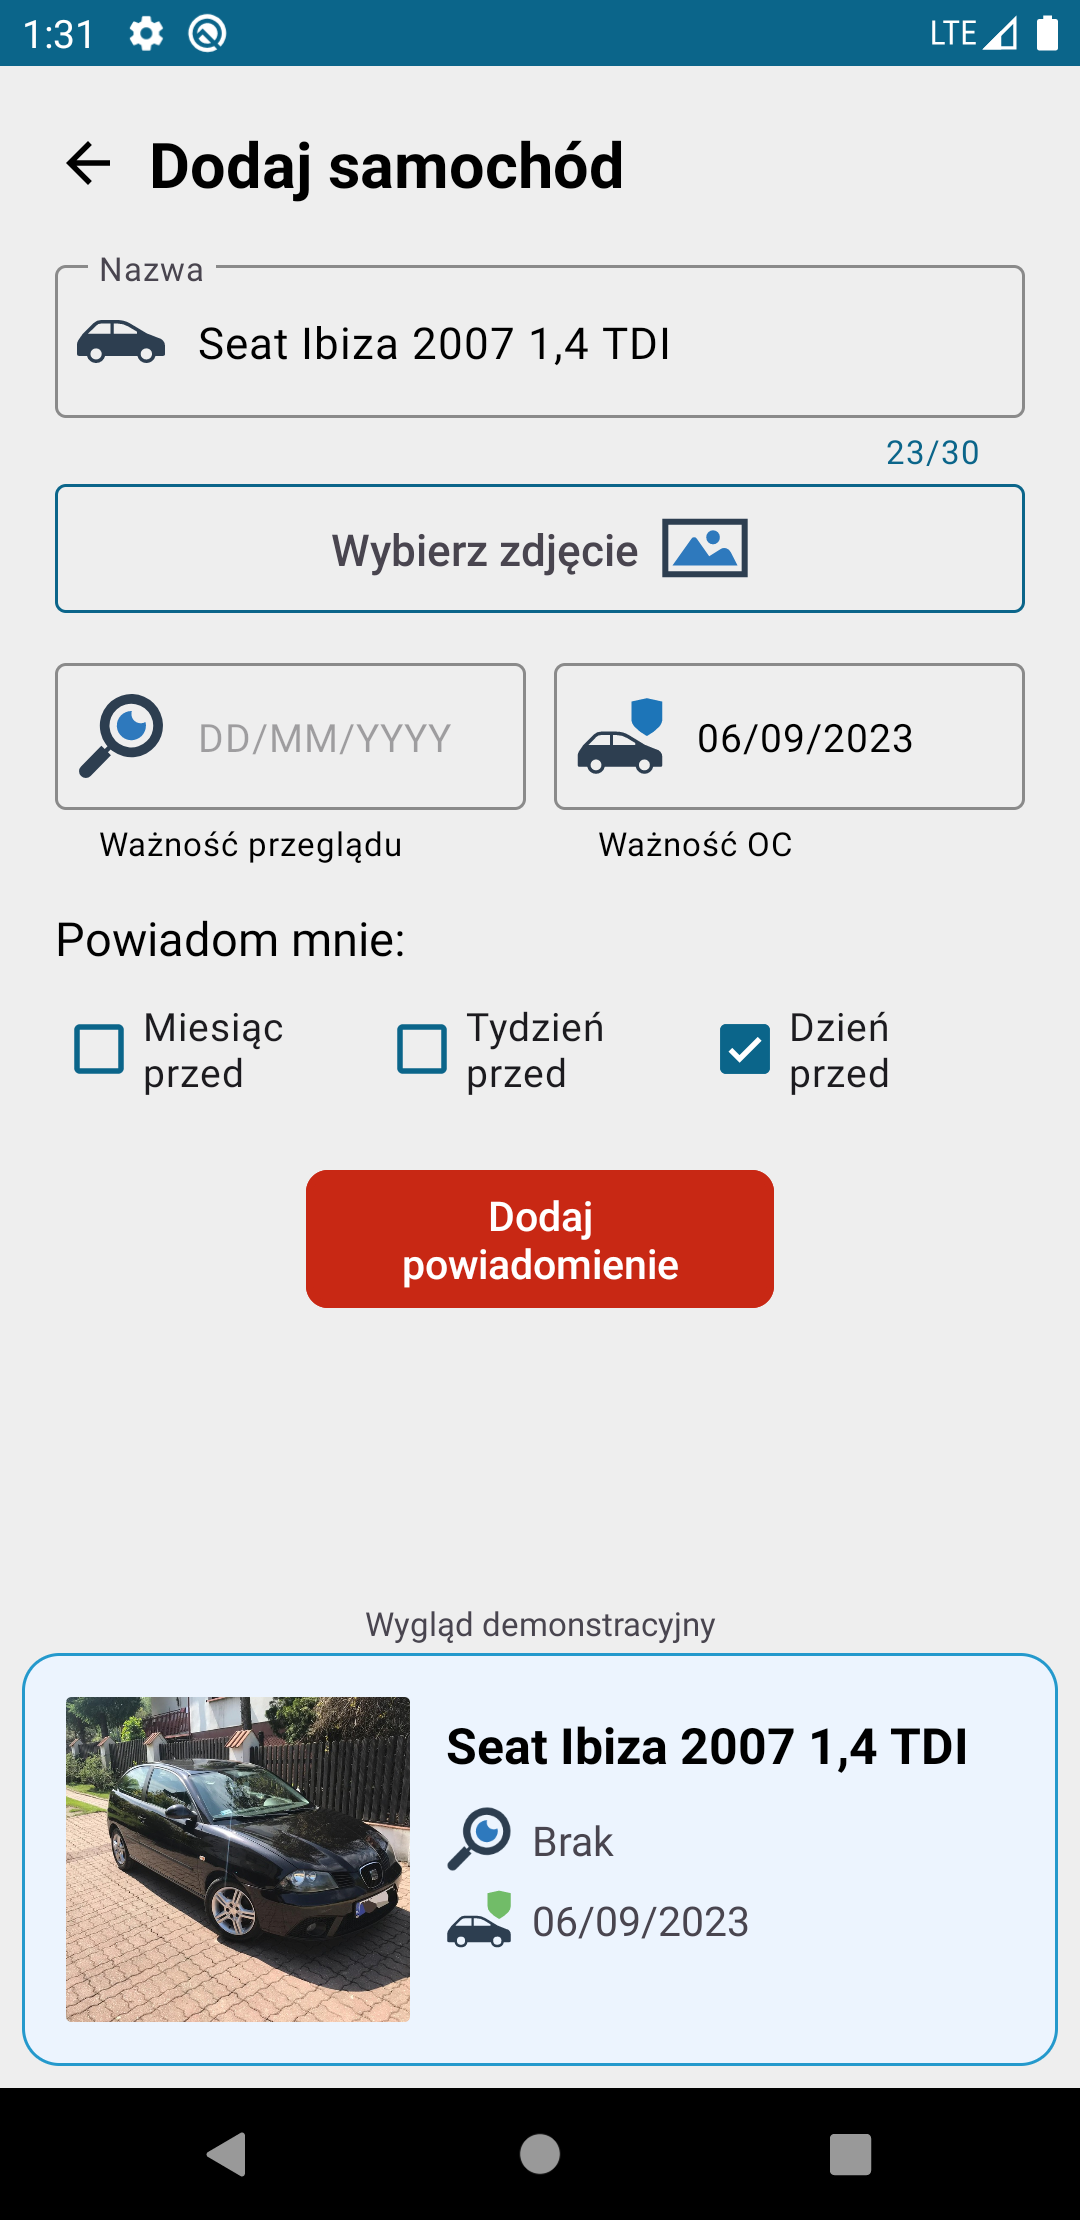 1:31
LTE
Dodaj samochód
Nazwa
Seat Ibiza 2007 1,4 TDI
23/30
Wybierz zdjęcie
DD/MM/YYYY
06/09/2023
Ważność przeglądu
Ważność OC
Powiadom mnie:
Miesiąc
przed
Tydzień
przed
Dzień
przed
Dodaj
powiadomienie
Wygląd demonstracyjny
Seat Ibiza 2007 1,4 TDI
Brak
06/09/2023